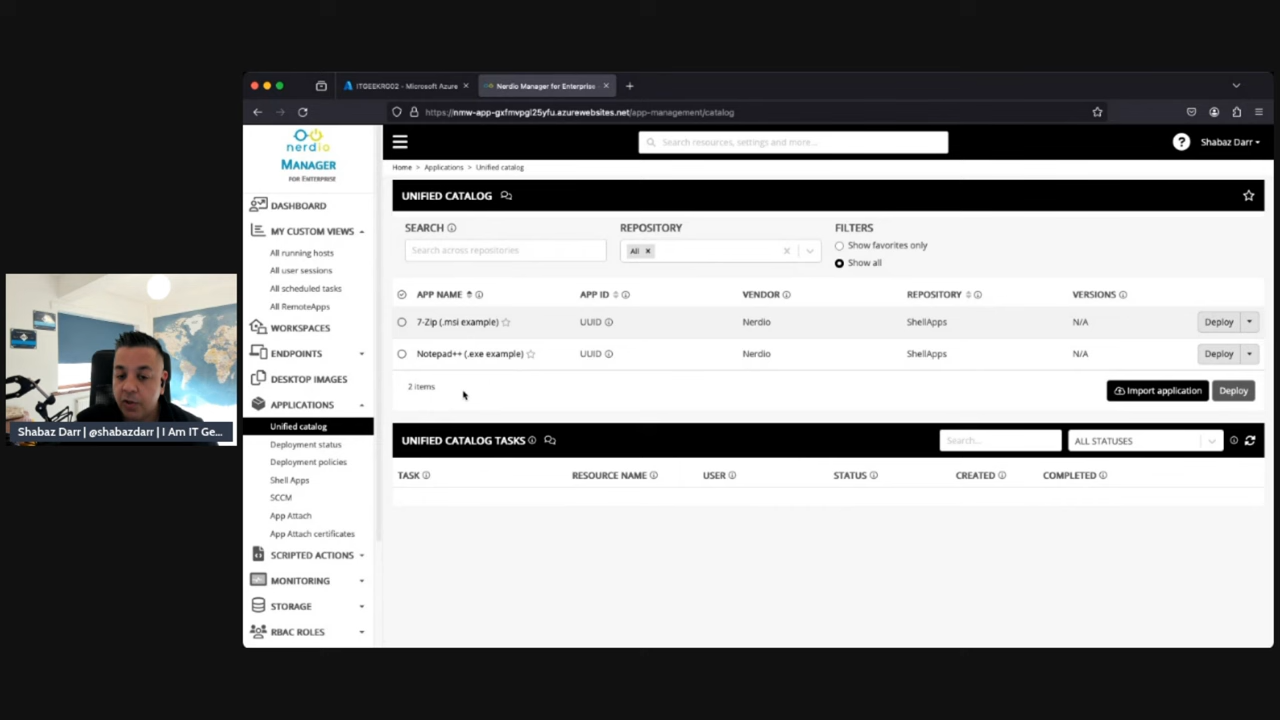 ITGEEKR002 - Microsoft Azure
Nerdio Manager for Enterprise
https://nmw-app-gxfmvpgl25yfu.azurewebsites.net/app-management/catalog
nerdio
MANAGER
FOR ENTERPRISE
Search resources, settings and more...
Shabaz Darr
Home > Applications > Unified catalog
DASHBOARD
MY CUSTOM VIEWS
All running hosts
All user sessions
All scheduled tasks
All RemoteApps
WORKSPACES
ENDPOINTS
DESKTOP IMAGES
APPLICATIONS
Unified catalog
Deployment status
Deployment policies
Shell Apps
SCCM
App Attach
App Attach certificates
SCRIPTED ACTIONS
MONITORING
STORAGE
RBAC ROLES
UNIFIED CATALOG
SEARCH
REPOSITORY
FILTERS
Search across repositories
All
Show favorites only
Show all
APP NAME APP ID VENDOR REPOSITORY VERSIONS
7-Zip (.msi example) UUID Nerdio ShellApps N/A Deploy
Notepad++ (.exe example) UUID Nerdio ShellApps N/A Deploy
2 items
Import application
Deploy
UNIFIED CATALOG TASKS
Search...
ALL STATUSES
TASK RESOURCE NAME USER STATUS CREATED COMPLETED
Shabaz Darr | @shabazdarr | I Am IT Ge...